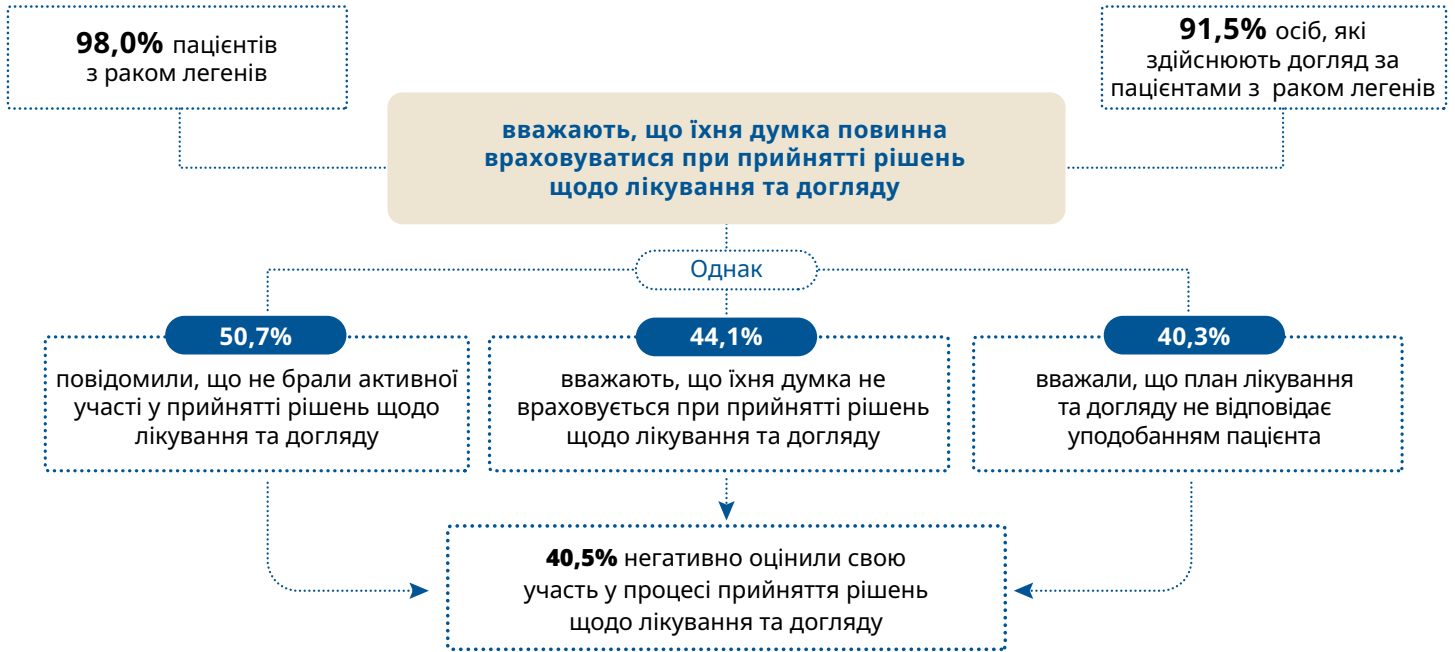 98,0% пацієнтів
з раком легенів
91,5% осіб, які
здійснюють догляд за
пацієнтами з раком легенів
вважають, що їхня думка повинна
враховуватися при прийнятті рішень
щодо лікування та догляду
Однак
50,7%
повідомили, що не брали активної
участі у прийнятті рішень щодо
лікування та догляду
44,1%
вважають, що їхня думка не
враховується при прийнятті рішень
щодо лікування та догляду
40,3%
вважали, що план лікування
та догляду не відповідає
уподобанням пацієнта
40,5% негативно оцінили свою
участь у процесі прийняття рішень
щодо лікування та догляду